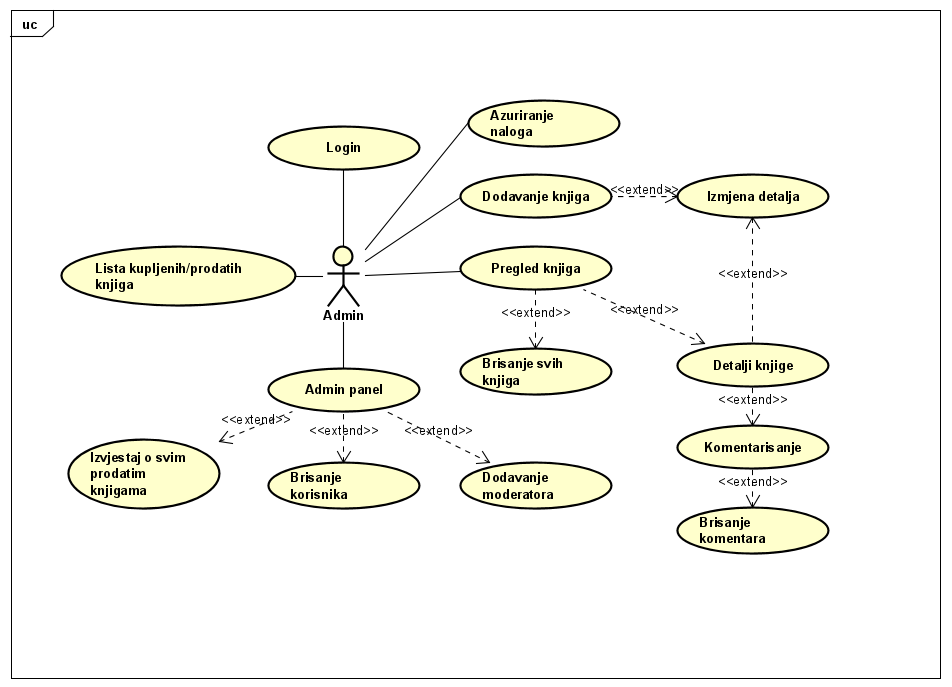 uc
Azuriranje
naloga
Login
Dodavanje knjiga
<<extend>>
Izmjena detalja
Lista kupljenih/prodatih
knjiga
Pregled knjiga
<<extend>>
Admin
<<extend>>
<<extend>>
Brisanje svih
knjiga
Detalji knjige
Admin panel
<<extend>>
<<extend>>
<<extend>>
<<extend>>
Komentarisanje
Izvjestaj o svim
prodatim
knjigama
Brisanje
korisnika
Dodavanje
moderatora
<<extend>>
Brisanje
komentara